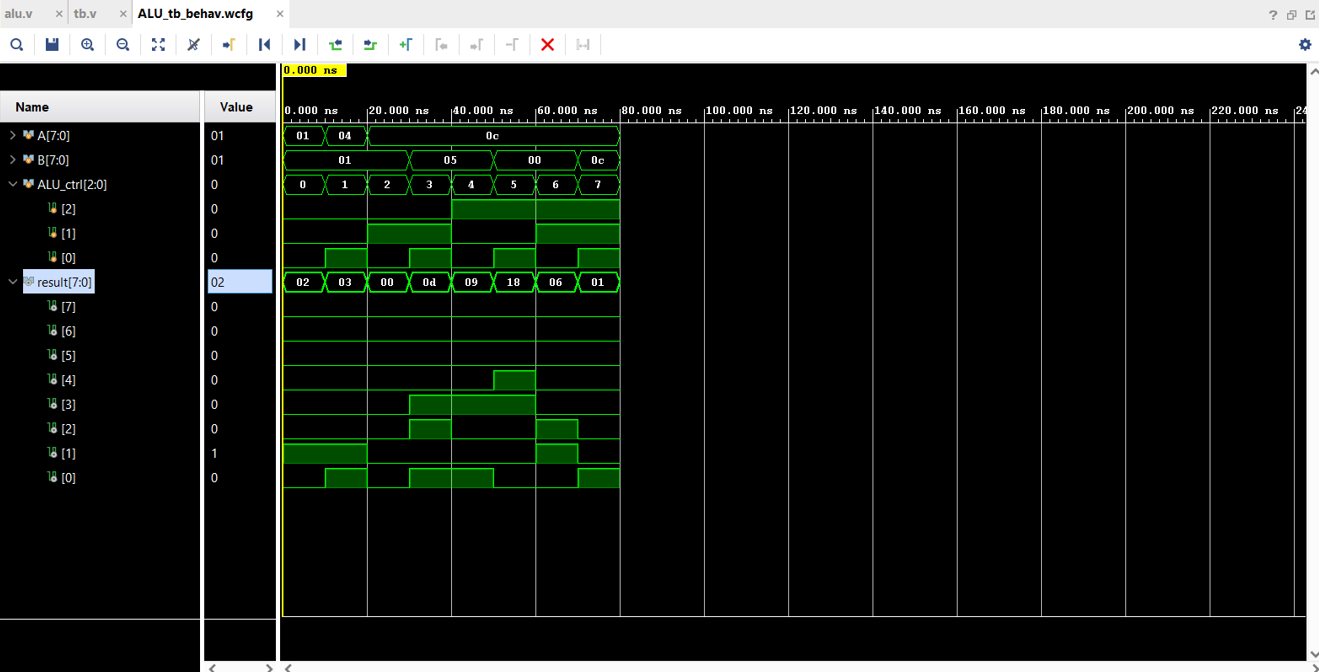 alu.v × tb.v × ALU_tb_behav.wcfg ×
?
0.000 ns
Name Value
0.000 ns 20.000 ns 40.000 ns 60.000 ns 80.000 ns 100.000 ns 120.000 ns 140.000 ns 160.000 ns 180.000 ns 200.000 ns 220.000 ns 24
A[7:0] 01 01 04 0c
B[7:0] 01 01 05 00 0c
ALU_ctrl[2:0] 0 0 1 2 3 4 5 6 7
[2] 0
[1] 0
[0] 0
result[7:0] 02 02 03 00 0d 09 18 06 01
[7] 0
[6] 0
[5] 0
[4] 0
[3] 0
[2] 0
[1] 1
[0] 0